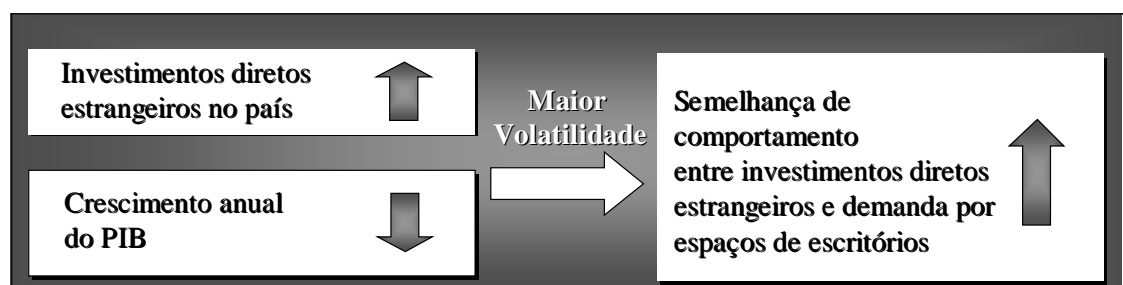 Investimentos diretos
estrangeiros no país
Crescimento anual
do PIB
Maior
Volatilidade
Semelhança de
comportamento
entre investimentos diretos
estrangeiros e demanda por
espaços de escritórios